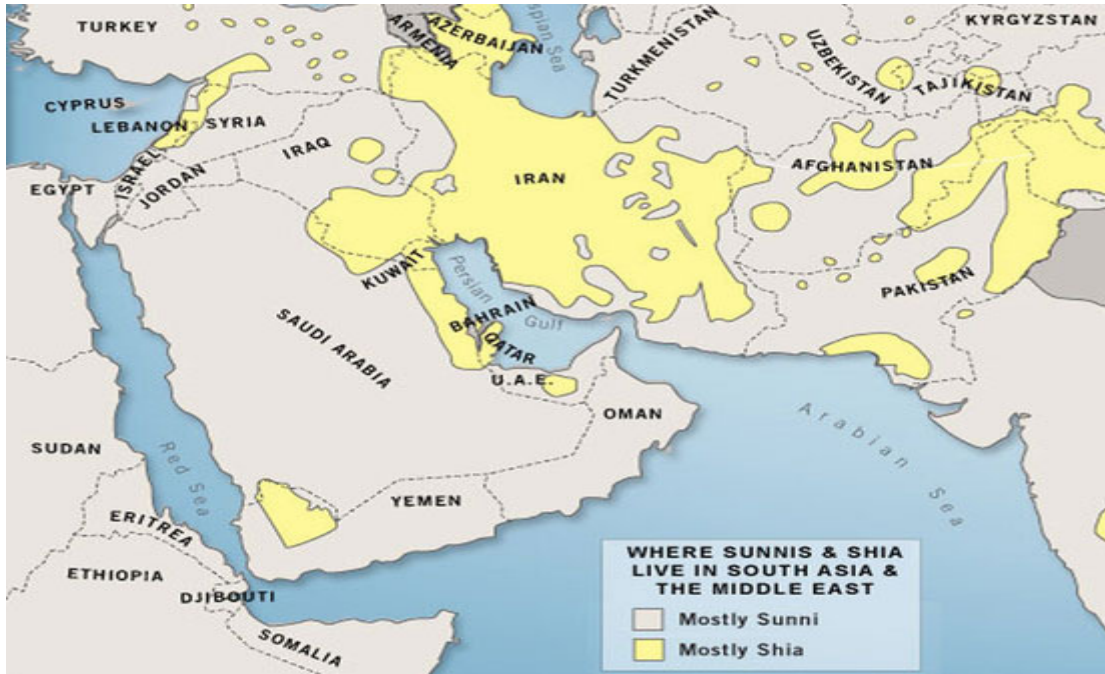 TURKEY
ARMENIA
AZERBAIJAN
spian Sea
TURKMENISTAN
UZBEKISTAN
KYRGYZSTAN
TAJIKISTAN
CYPRUS
LEBANON
SYRIA
IRAQ
IRAN
AFGHANISTAN
EGYPT
ISRAEL
JORDAN
KUWAIT
Persian
Gulf
BAHRAIN
QATAR
PAKISTAN
SAUDI ARABIA
U.A.E.
OMAN
SUDAN
Red Sea
YEMEN
Arabian Sea
ERITREA
ETHIOPIA
DJIBOUTI
SOMALIA
WHERE SUNNIS & SHIA
LIVE IN SOUTH ASIA &
THE MIDDLE EAST
Mostly Sunni
Mostly Shia